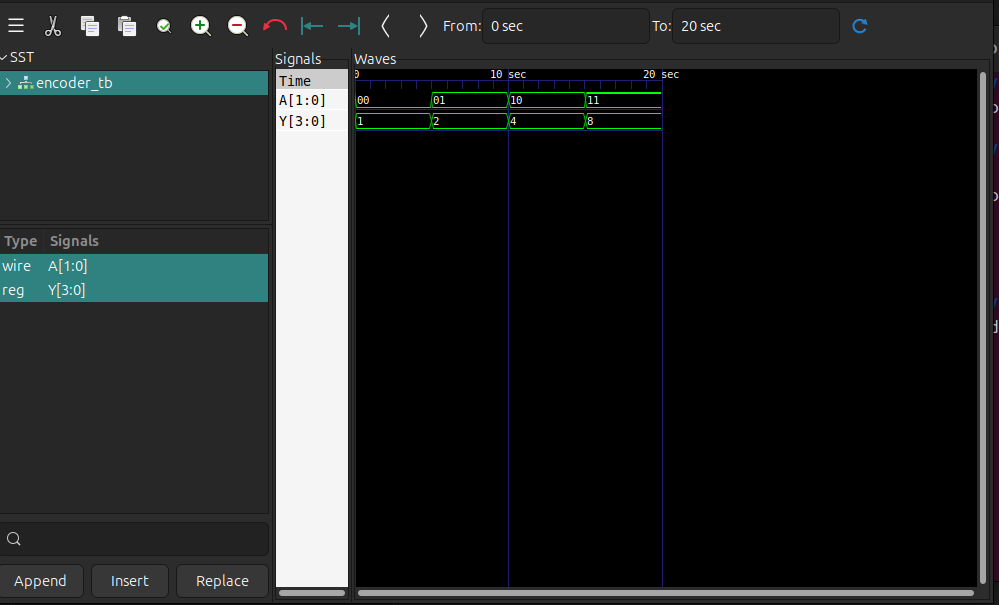 From: 0 sec To: 20 sec
SST
encoder_tb
Type Signals
wire A[1:0]
reg Y[3:0]
Append Insert Replace
Signals
Time
A[1:0]
Y[3:0]
Waves
0 10 sec 20 sec
00 01 10 11
1 2 4 8